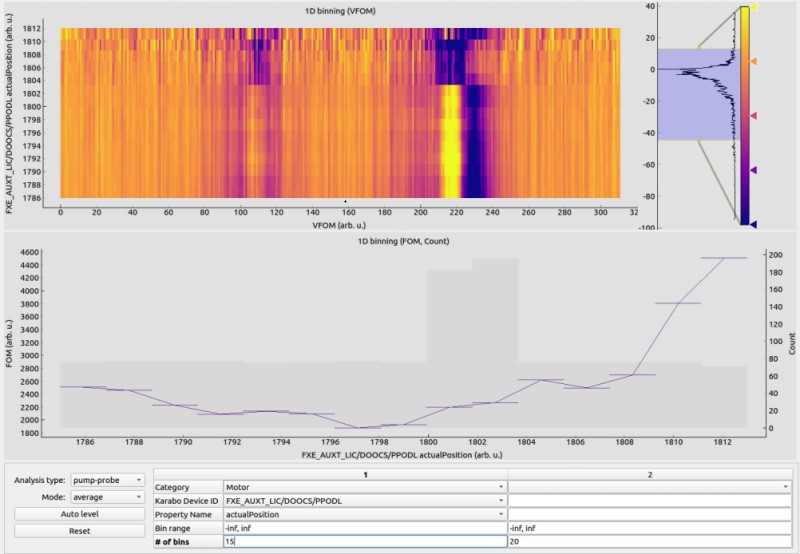 1D binning (VFOM)
FXE_AUXT_LIC/DOOCS/PPODL actualPosition (arb. u.)
1812
1810
1808
1806
1804
1802
1800
1798
1796
1794
1792
1790
1788
1786
0 20 40 60 80 100 120 140 160 180 200 220 240 260 280 300 32
VFOM (arb. u.)
40
20
0
-20
-40
-60
-80
-100
1D binning (FOM, Count)
FOM (arb. u.)
4600
4400
4200
4000
3800
3600
3400
3200
3000
2800
2600
2400
2200
2000
1800
200
180
160
140
120
100
80
60
40
20
0
Count
1786 1788 1790 1792 1794 1796 1798 1800 1802 1804 1806 1808 1810 1812
FXE_AUXT_LIC/DOOCS/PPODL actualPosition (arb. u.)
Analysis type: pump-probe
Mode: average
Auto level
Reset
1 2
Category Motor
Karabo Device ID FXE_AUXT_LIC/DOOCS/PPODL
Property Name actualPosition
Bin range -inf, inf -inf, inf
# of bins 15 20